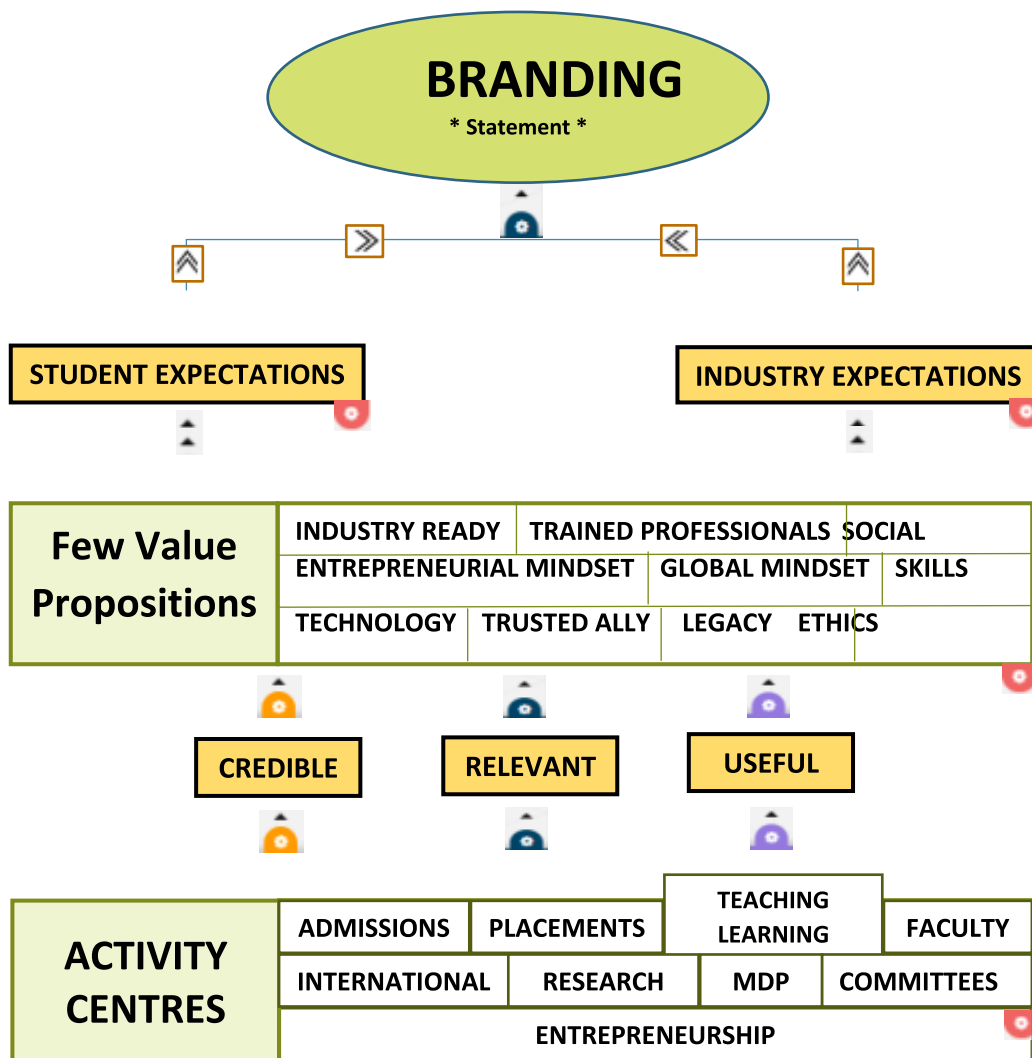 BRANDING
* Statement *
STUDENT EXPECTATIONS
INDUSTRY EXPECTATIONS
Few Value
Propositions
INDUSTRY READY TRAINED PROFESSIONALS SOCIAL
ENTREPRENEURIAL MINDSET GLOBAL MINDSET SKILLS
TECHNOLOGY TRUSTED ALLY LEGACY ETHICS
CREDIBLE
RELEVANT
USEFUL
ACTIVITY
CENTRES
ADMISSIONS
PLACEMENTS
TEACHING
LEARNING
FACULTY
INTERNATIONAL
RESEARCH
MDP
COMMITTEES
ENTREPRENEURSHIP